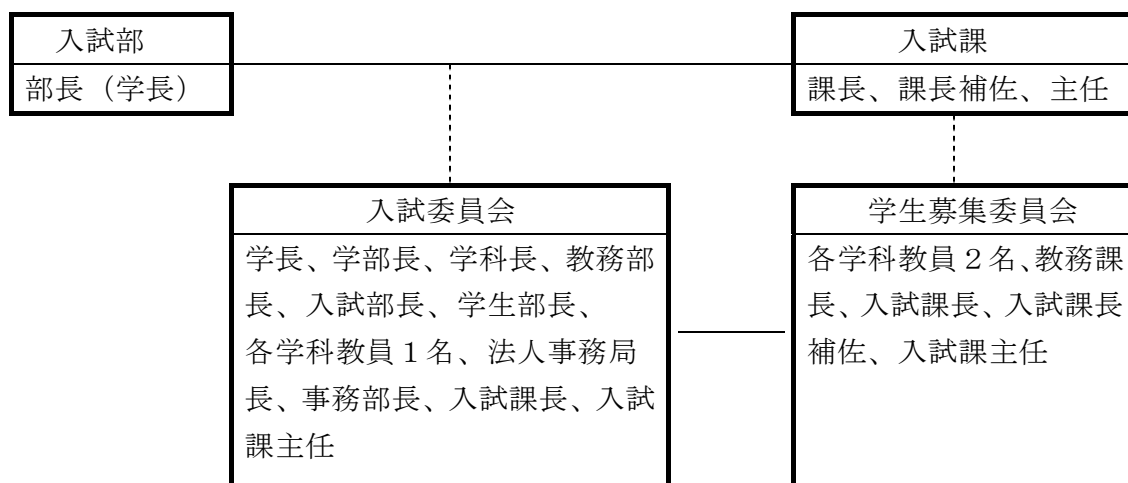 入試部
部長（学長）
入試課
課長、課長補佐、主任
入試委員会
学長、学部長、学科長、教務部
長、入試部長、学生部長、
各学科教員１名、法人事務局
長、事務部長、入試課長、入試
課主任
学生募集委員会
各学科教員２名、教務課
長、入試課長、入試課長
補佐、入試課主任